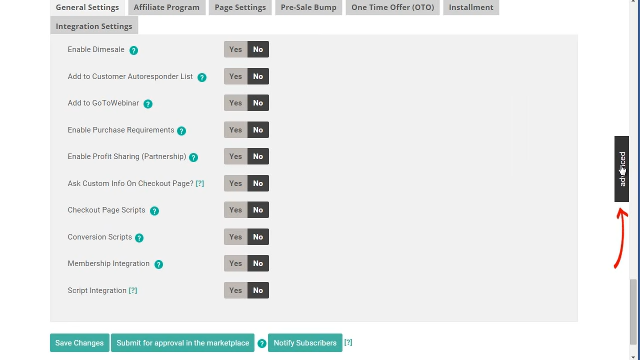 General Settings
Affiliate Program
Page Settings
Pre-Sale Bump
One Time Offer (OTO)
Installment
Integration Settings
Enable Dimesale ? Yes No
Add to Customer Autoresponder List ? Yes No
Add to GoToWebinar ? Yes No
Enable Purchase Requirements ? Yes No
Enable Profit Sharing (Partnership) ? Yes No
Ask Custom Info On Checkout Page? [?] Yes No
Checkout Page Scripts ? Yes No
Conversion Scripts ? Yes No
Membership Integration ? Yes No
Script Integration [?] Yes No
Save Changes
Submit for approval in the marketplace ?
Notify Subscribers [?]